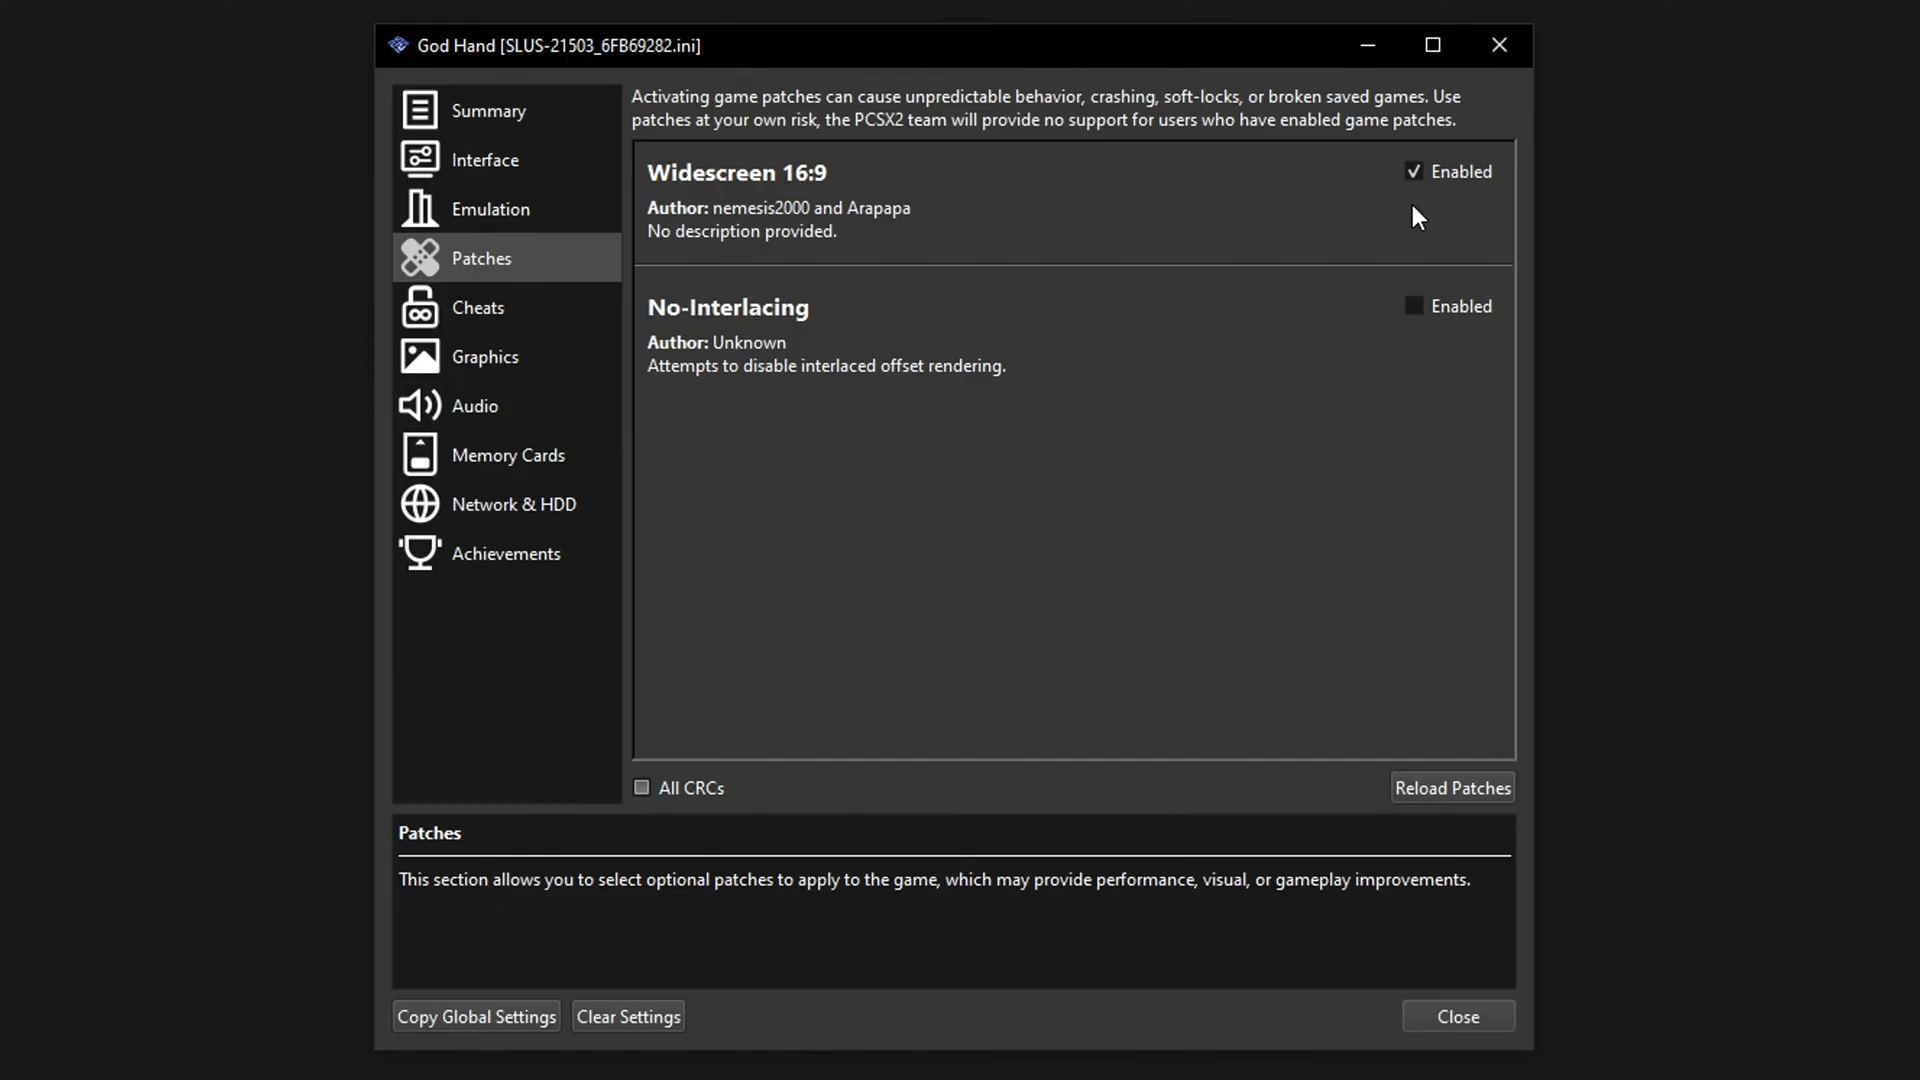 God Hand [SLUS-21503_6FB69282.ini]
Summary
Interface
Emulation
Patches
Cheats
Graphics
Audio
Memory Cards
Network & HDD
Achievements
Activating game patches can cause unpredictable behavior, crashing, soft-locks, or broken saved games. Use
patches at your own risk, the PCSX2 team will provide no support for users who have enabled game patches.
Widescreen 16:9
Enabled
Author: nemesis2000 and Arapapa
No description provided.
No-Interlacing
Enabled
Author: Unknown
Attempts to disable interlaced offset rendering.
All CRCs
Reload Patches
Patches
This section allows you to select optional patches to apply to the game, which may provide performance, visual, or gameplay improvements.
Copy Global Settings
Clear Settings
Close